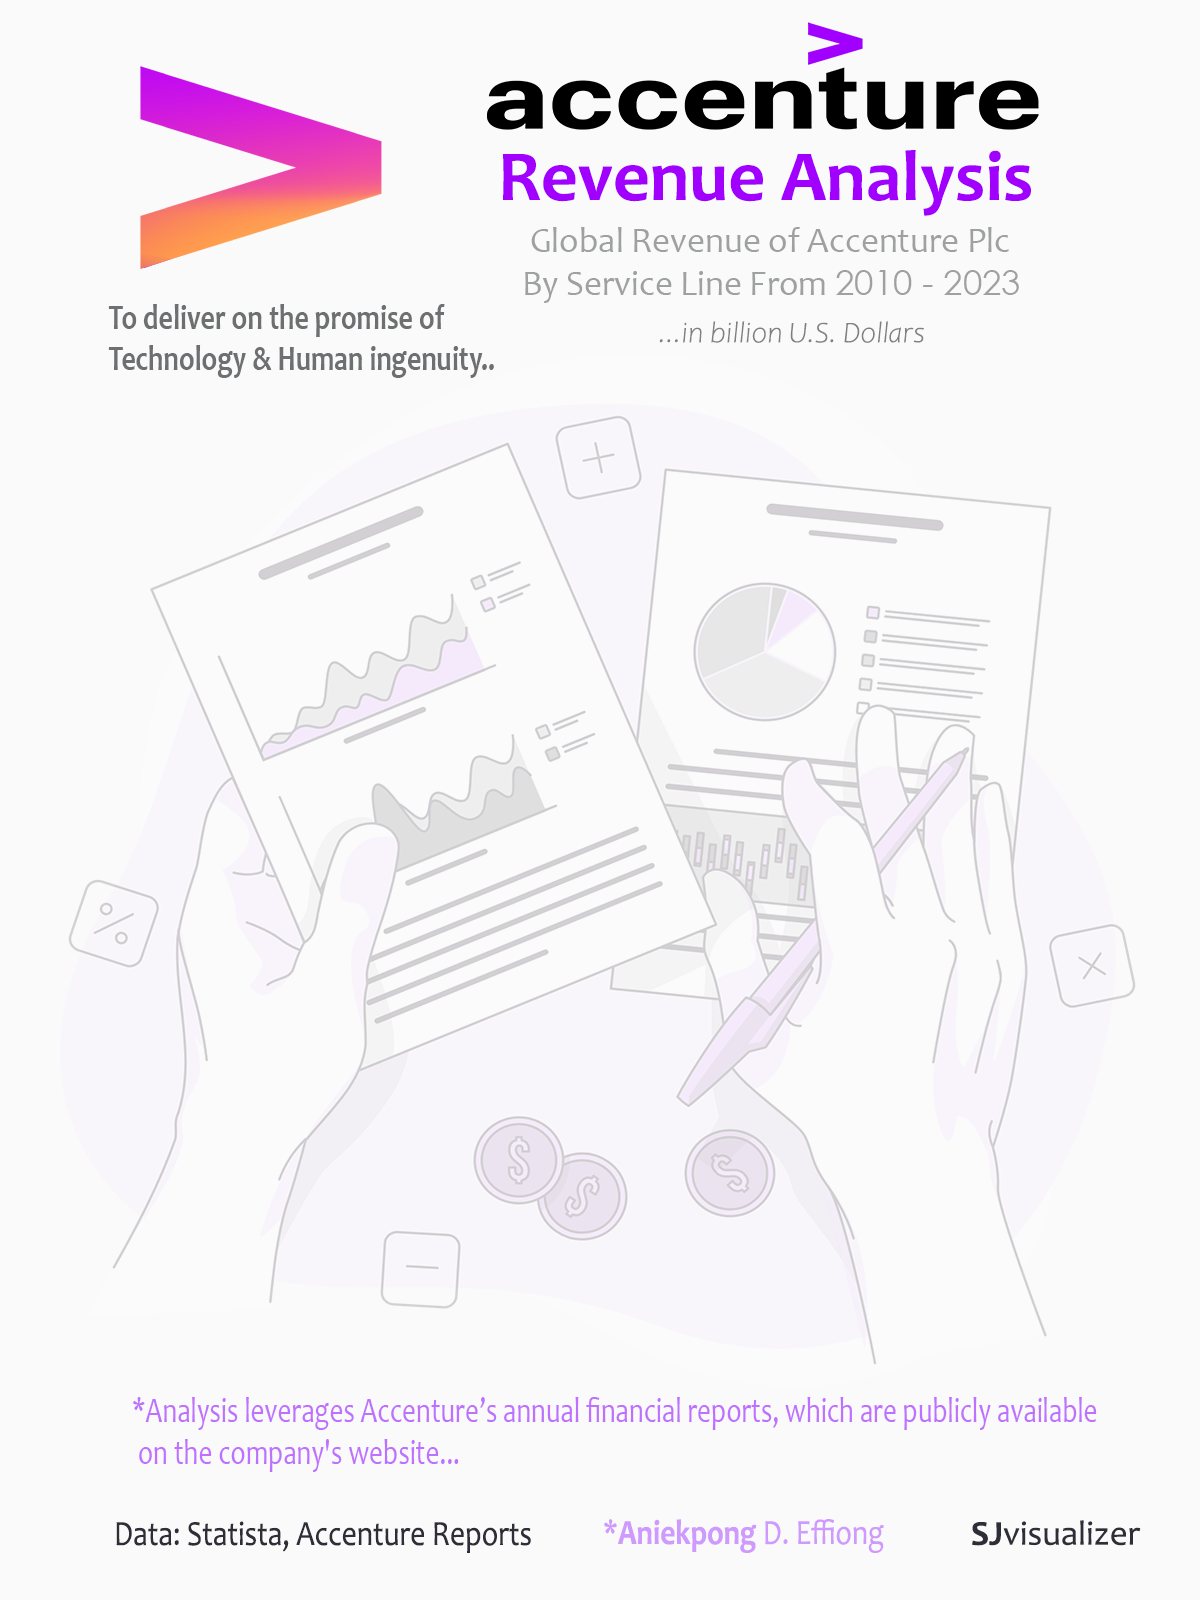 accenture
Revenue Analysis
Global Revenue of Accenture Plc
By Service Line From 2010 - 2023
...in billion U.S. Dollars
To deliver on the promise of
Technology & Human ingenuity..
*Analysis leverages Accenture’s annual financial reports, which are publicly available
on the company's website...
Data: Statista, Accenture Reports
*Aniekpong D. Effiong
SJvisualizer